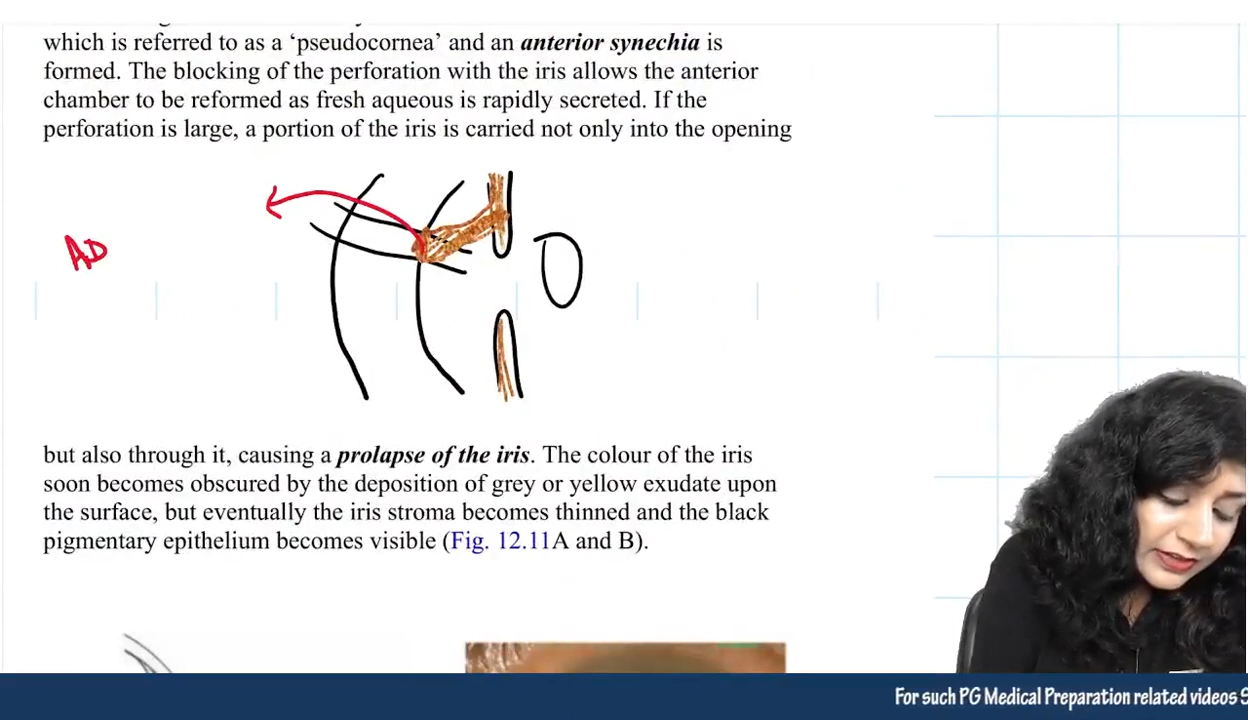 which is referred to as a ‘pseudocornea’ and an anterior synechia is
formed. The blocking of the perforation with the iris allows the anterior
chamber to be reformed as fresh aqueous is rapidly secreted. If the
perforation is large, a portion of the iris is carried not only into the opening
AD
but also through it, causing a prolapse of the iris. The colour of the iris
soon becomes obscured by the deposition of grey or yellow exudate upon
the surface, but eventually the iris stroma becomes thinned and the black
pigmentary epithelium becomes visible (Fig. 12.11A and B).
For such PG Medical Preparation related videos S